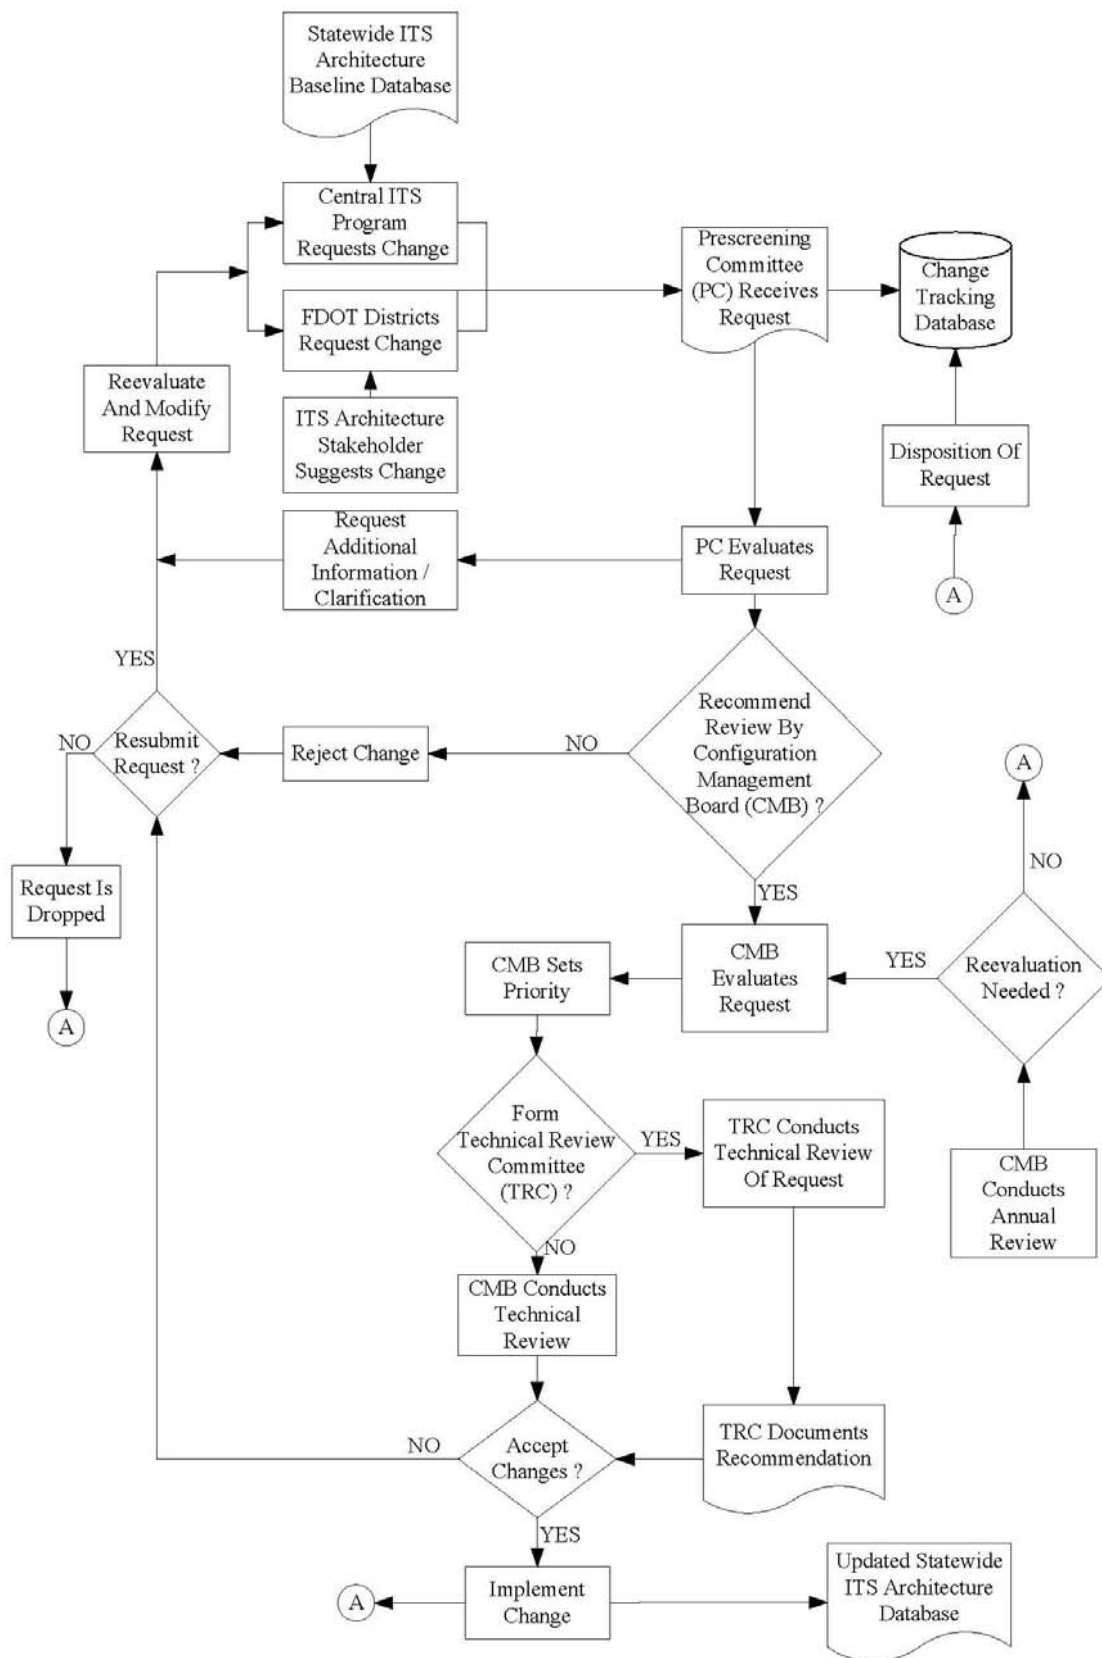 Statewide ITS
Architecture
Baseline Database
Central ITS
Program
Requests Change
Prescreening
Committee
(PC) Receives
Request
Change
Tracking
Database
FDOT Districts
Request Change
Reevaluate
And Modify
Request
ITS Architecture
Stakeholder
Suggests Change
Disposition Of
Request
Request
Additional
Information /
Clarification
PC Evaluates
Request
A
YES
Recommend
Review By
Configuration
Management
Board (CMB) ?
NO
Resubmit
Request ?
Reject Change
NO
A
NO
Request Is
Dropped
YES
CMB Sets
Priority
CMB
Evaluates
Request
YES
Reevaluation
Needed ?
A
Form
Technical Review
Committee
(TRC) ?
YES
TRC Conducts
Technical Review
Of Request
CMB
Conducts
Annual
Review
NO
CMB Conducts
Technical
Review
NO
Accept
Changes ?
TRC Documents
Recommendation
YES
A
Implement
Change
Updated Statewide
ITS Architecture
Database